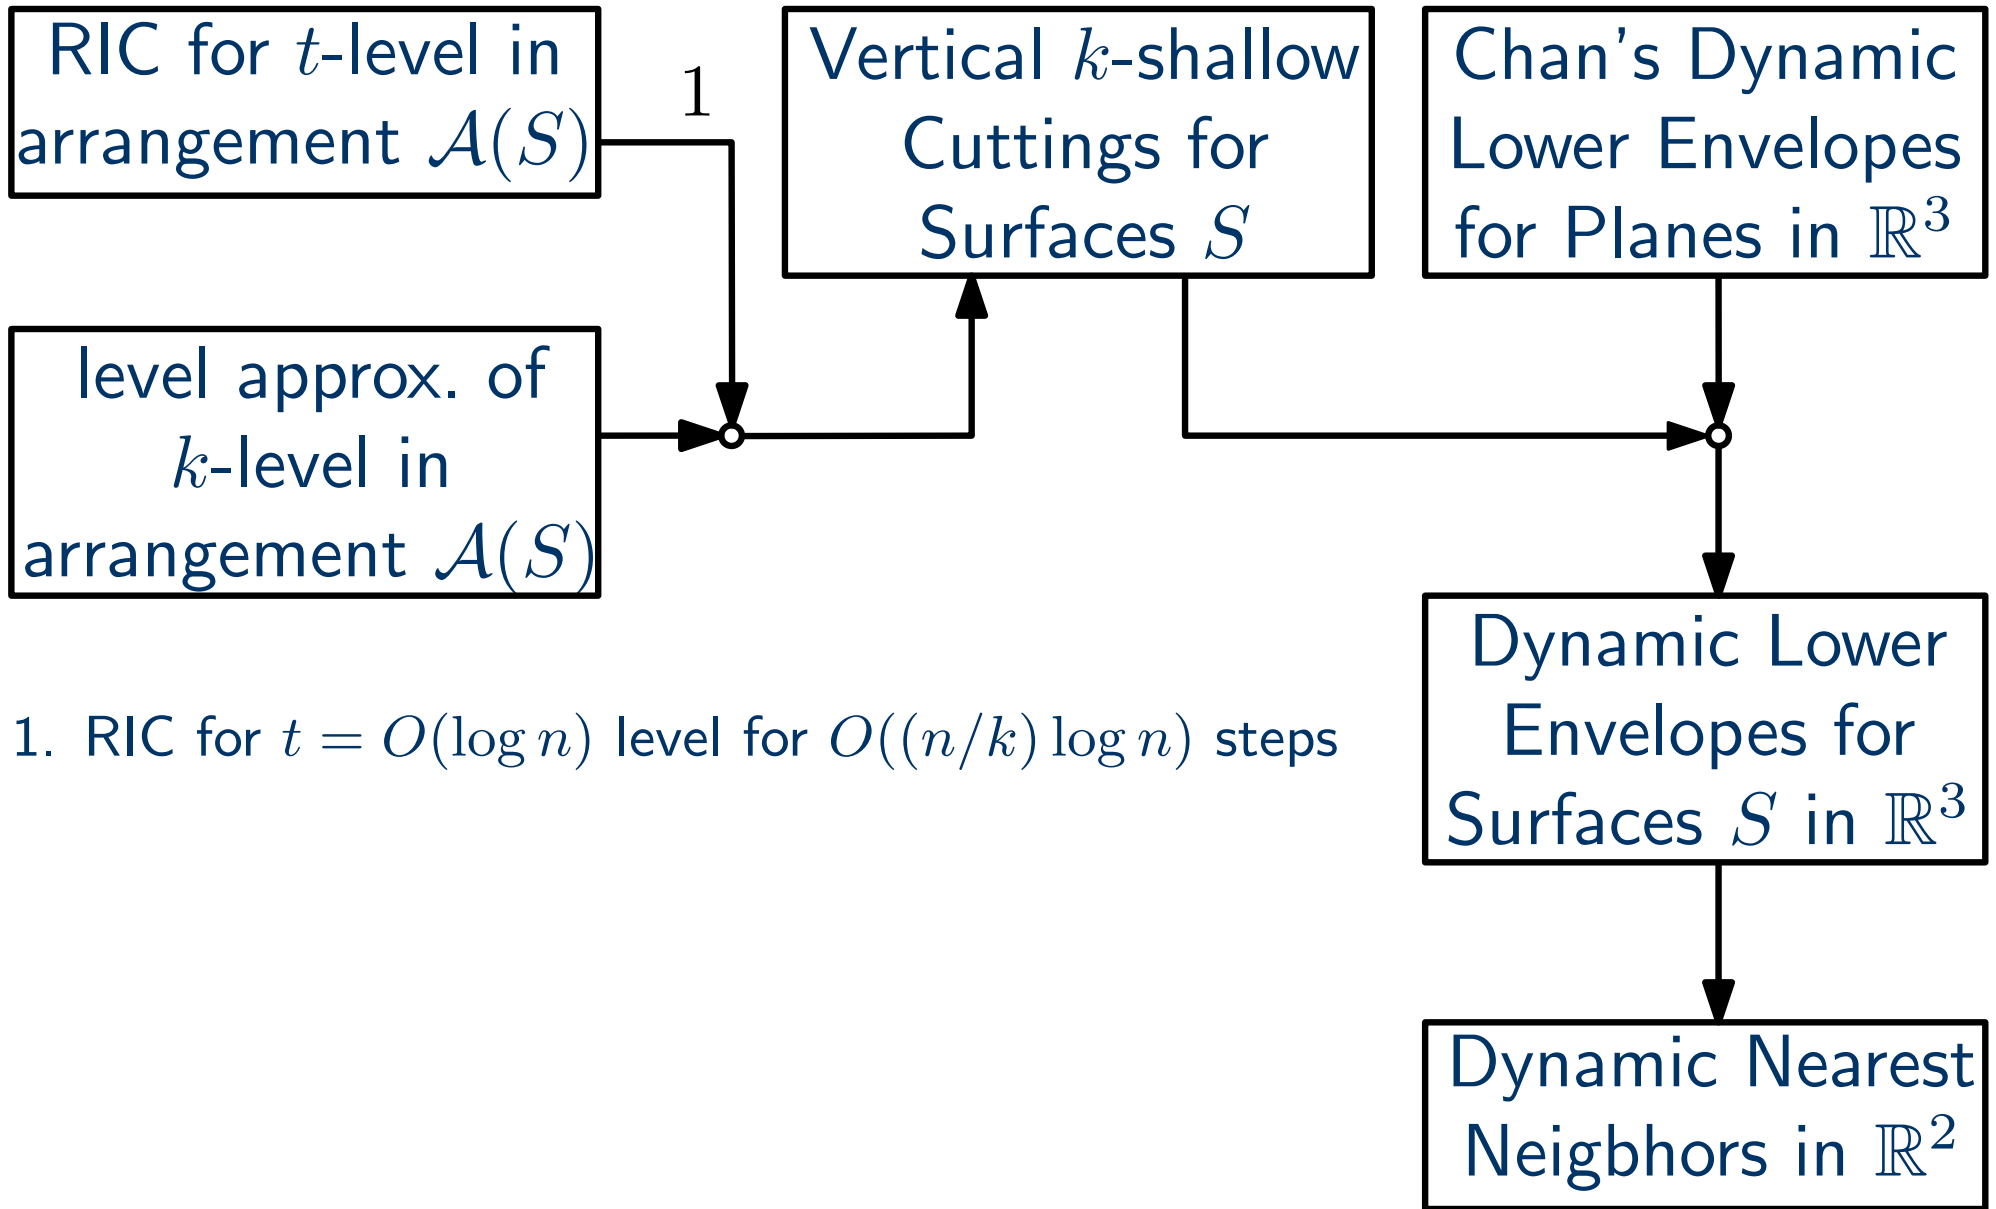 RIC for t-level in
arrangement 𝒜(S)
1
level approx. of
k-level in
arrangement 𝒜(S)
Vertical k-shallow
Cuttings for
Surfaces S
Chan's Dynamic
Lower Envelopes
for Planes in ℝ³
Dynamic Lower
Envelopes for
Surfaces S in ℝ³
Dynamic Nearest
Neigbhors in ℝ²
1. RIC for t = O(log n) level for O((n/k) log n) steps